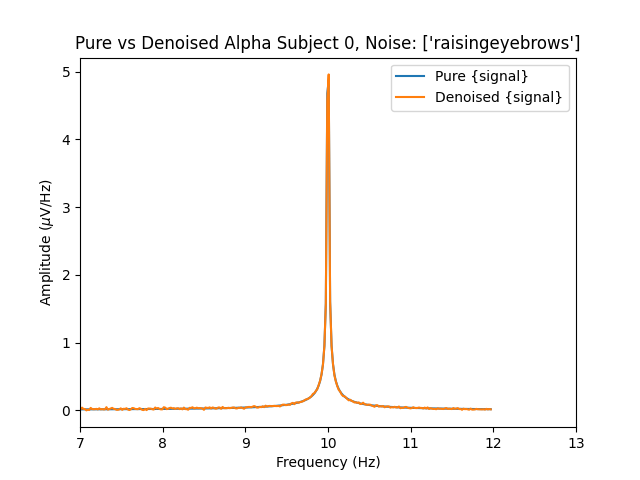 Pure vs Denoised Alpha Subject 0, Noise: ['raisingeyebrows']
Pure {signal}
Denoised {signal}
Amplitude (μV/Hz)
5
4
3
2
1
0
7 8 9 10 11 12 13
Frequency (Hz)